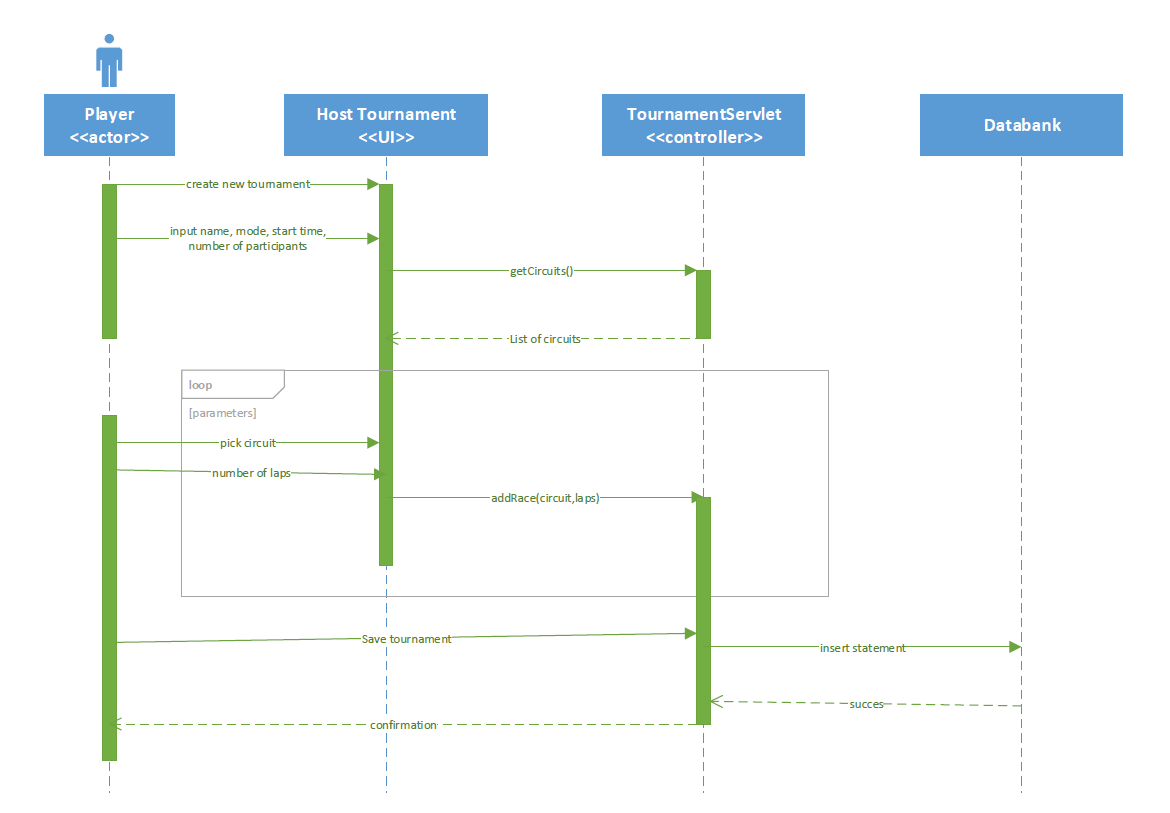 Player
<<actor>>
Host Tournament
<<UI>>
TournamentServlet
<<controller>>
Databank
create new tournament
input name, mode, start time,
number of participants
getCircuits()
List of circuits
loop
[parameters]
pick circuit
number of laps
addRace(circuit,laps)
Save tournament
insert statement
succes
confirmation